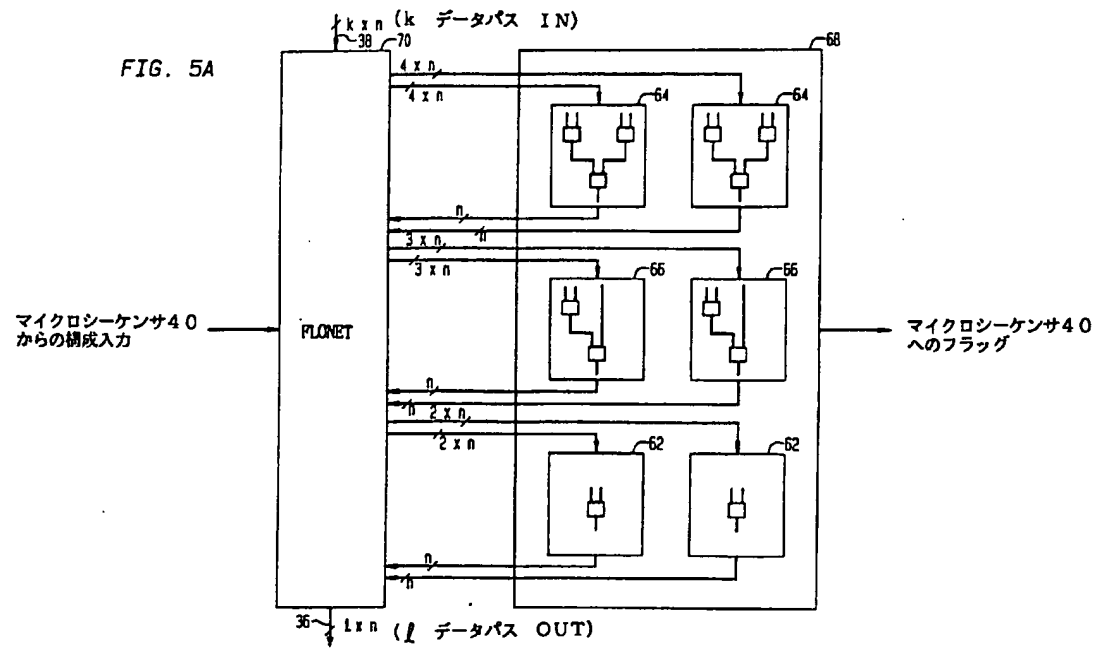 k x n (k データパス IN)
38
70
68
FIG. 5A
4 x n
4 x n
64
64
n
n
3 x n
3 x n
66
66
マイクロシーケンサ40
からの構成入力
FLONET
マイクロシーケンサ40
へのフラッグ
n
n
2 x n
2 x n
62
62
n
n
36
l x n (l データパス OUT)